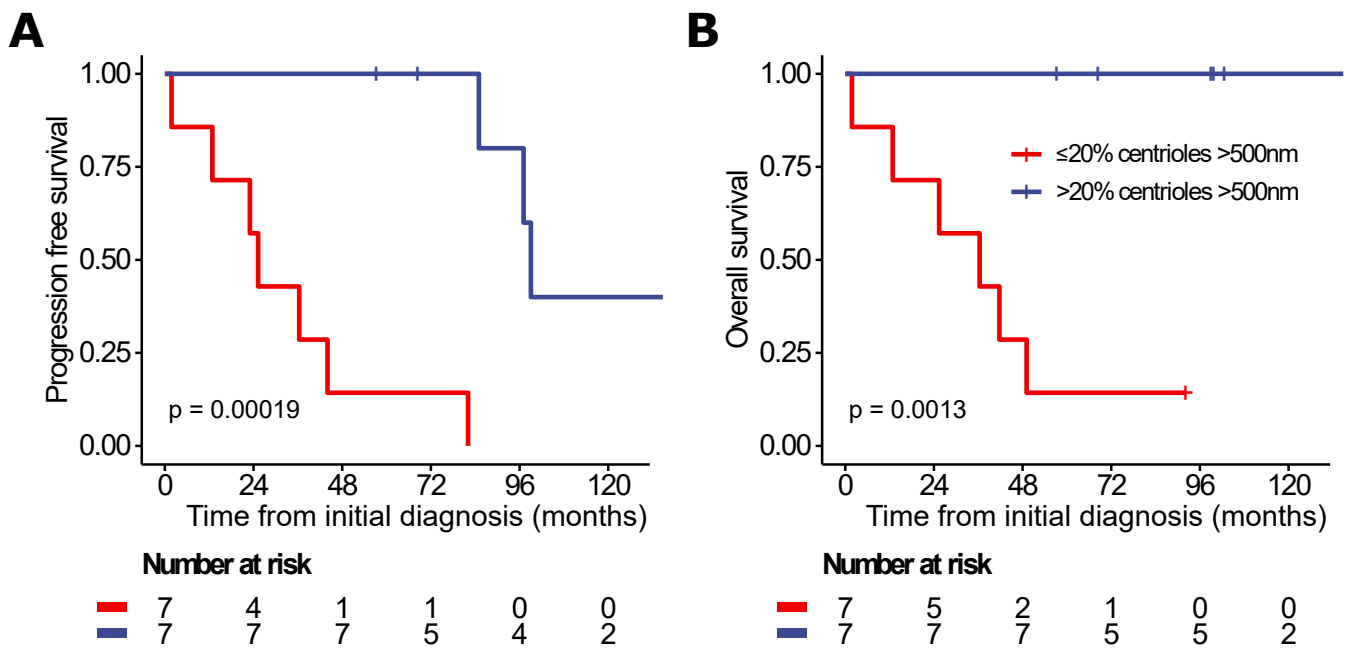 A
Progression free survival
1.00
0.75
0.50
0.25
0.00
p = 0.00019
0 24 48 72 96 120
Time from initial diagnosis (months)
Number at risk
7 4 1 1 0 0
7 7 7 5 4 2
B
Overall survival
1.00
0.75
0.50
0.25
0.00
≤20% centrioles >500nm
>20% centrioles >500nm
p = 0.0013
0 24 48 72 96 120
Time from initial diagnosis (months)
Number at risk
7 5 2 1 0 0
7 7 7 5 5 2